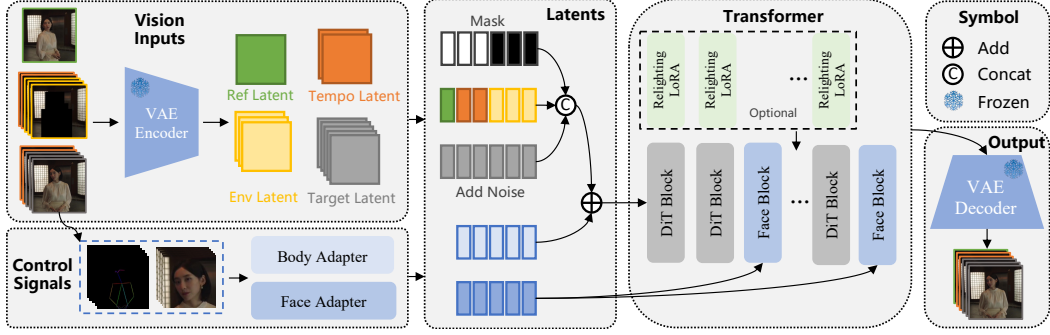 Vision
Inputs
VAE
Encoder
Ref Latent
Tempo Latent
Env Latent
Target Latent
Control
Signals
Body Adapter
Face Adapter
Latents
Mask
C
Add Noise
Transformer
Relighting
LoRA
Relighting
LoRA
...
Relighting
LoRA
Optional
DiT Block
DiT Block
Face Block
...
DiT Block
Face Block
Symbol
Add
C Concat
Frozen
Output
VAE
Decoder